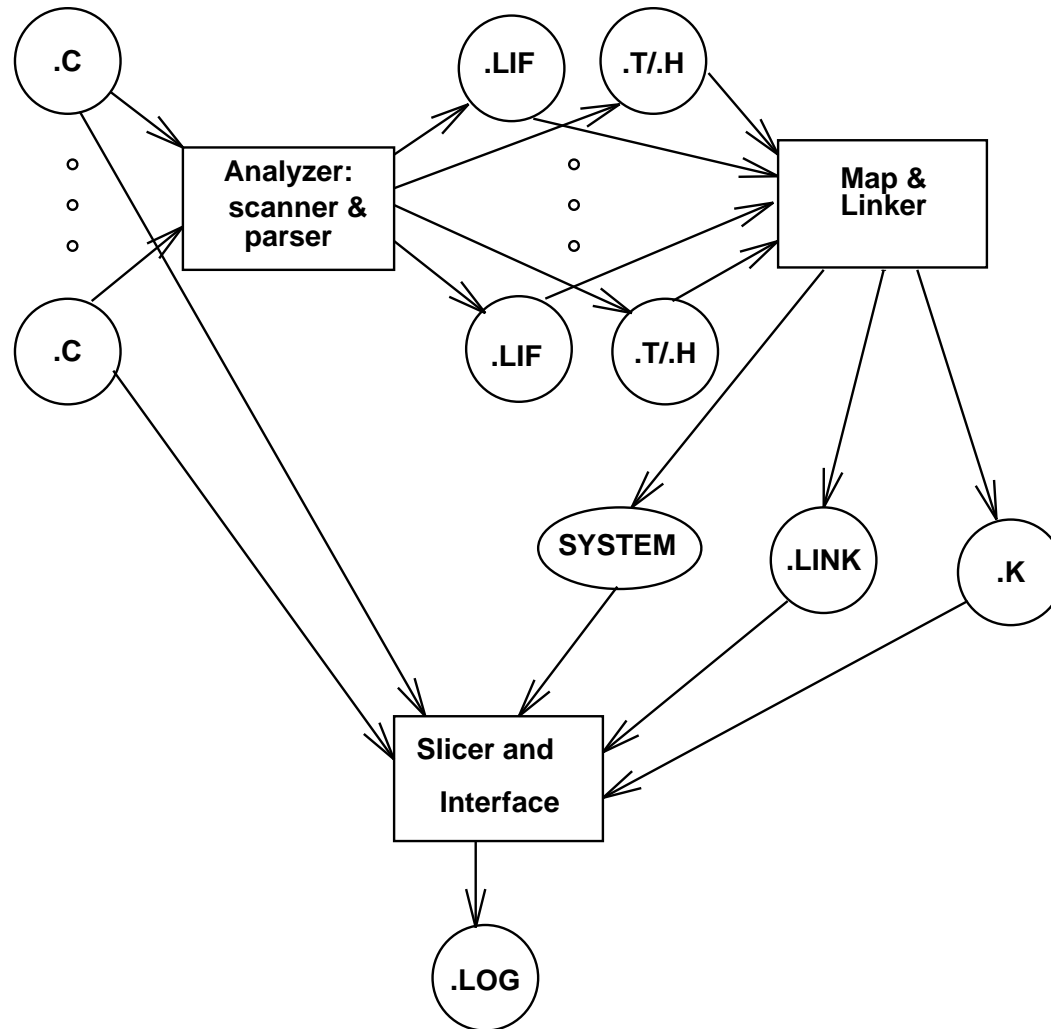 .C
.LIF
.T/.H
Analyzer:
scanner &
parser
Map &
Linker
.C
.LIF
.T/.H
SYSTEM
.LINK
.K
Slicer and
Interface
.LOG